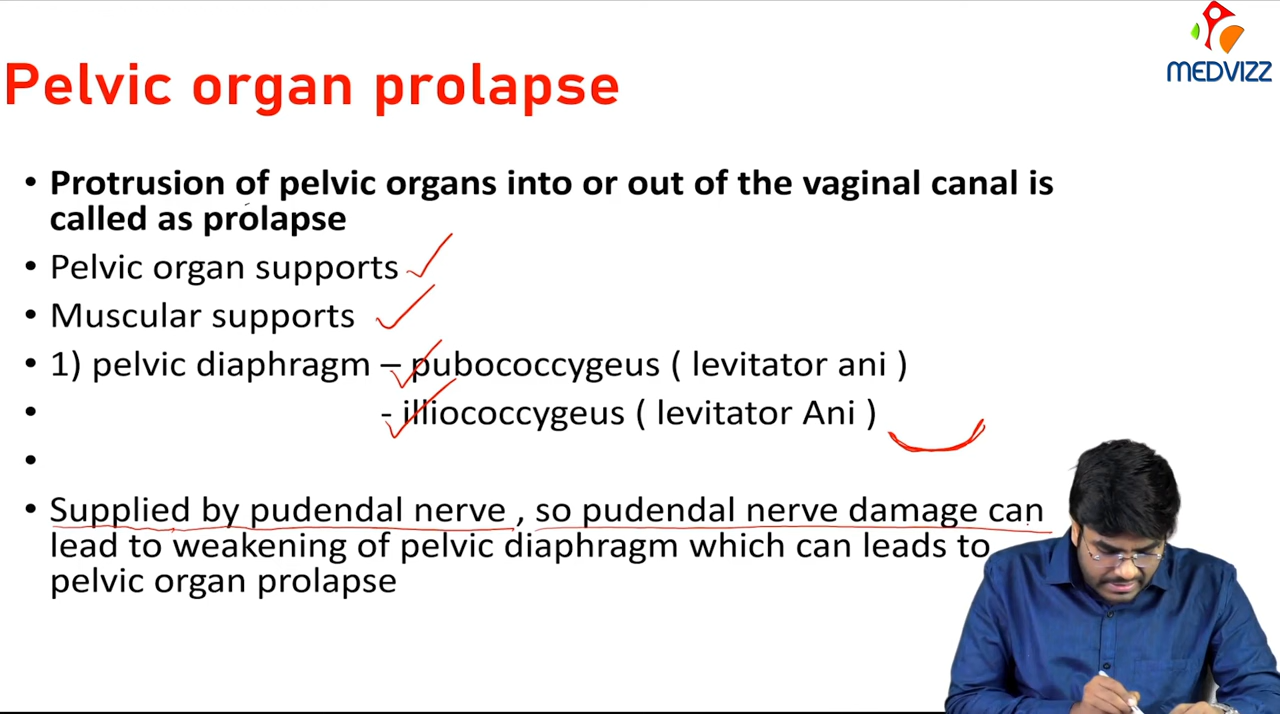 MEDVIZZ
Pelvic organ prolapse
• Protrusion of pelvic organs into or out of the vaginal canal is
called as prolapse
• Pelvic organ supports
• Muscular supports
• 1) pelvic diaphragm – pubococcygeus ( levitator ani )
• - illiococcygeus ( levitator Ani )
•
• Supplied by pudendal nerve , so pudendal nerve damage can
lead to weakening of pelvic diaphragm which can leads to
pelvic organ prolapse